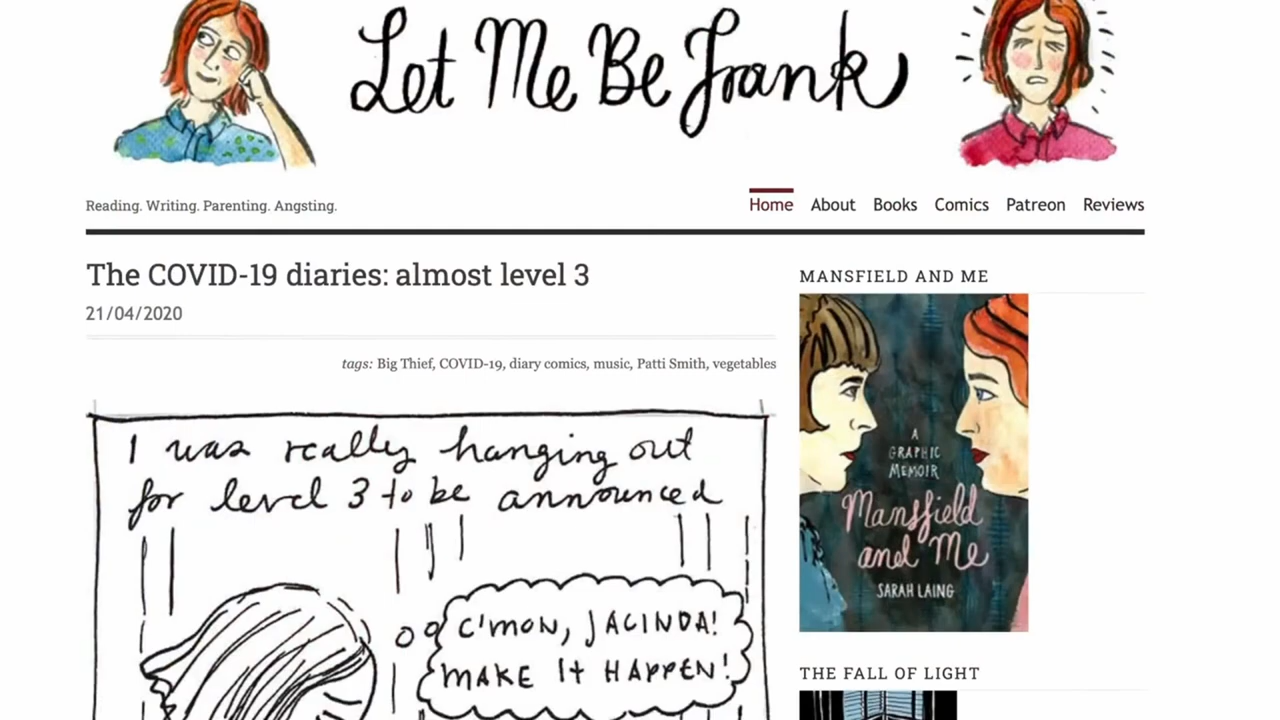 Let Me Be Frank
Reading. Writing. Parenting. Angsting.
Home About Books Comics Patreon Reviews
The COVID-19 diaries: almost level 3
21/04/2020
tags: Big Thief, COVID-19, diary comics, music, Patti Smith, vegetables
I was really hanging out
for level 3 to be announced
C'MON, JACINDA!
MAKE IT HAPPEN!
MANSFIELD AND ME
A
GRAPHIC
MEMOIR
Mansfield
and Me
SARAH LAING
THE FALL OF LIGHT